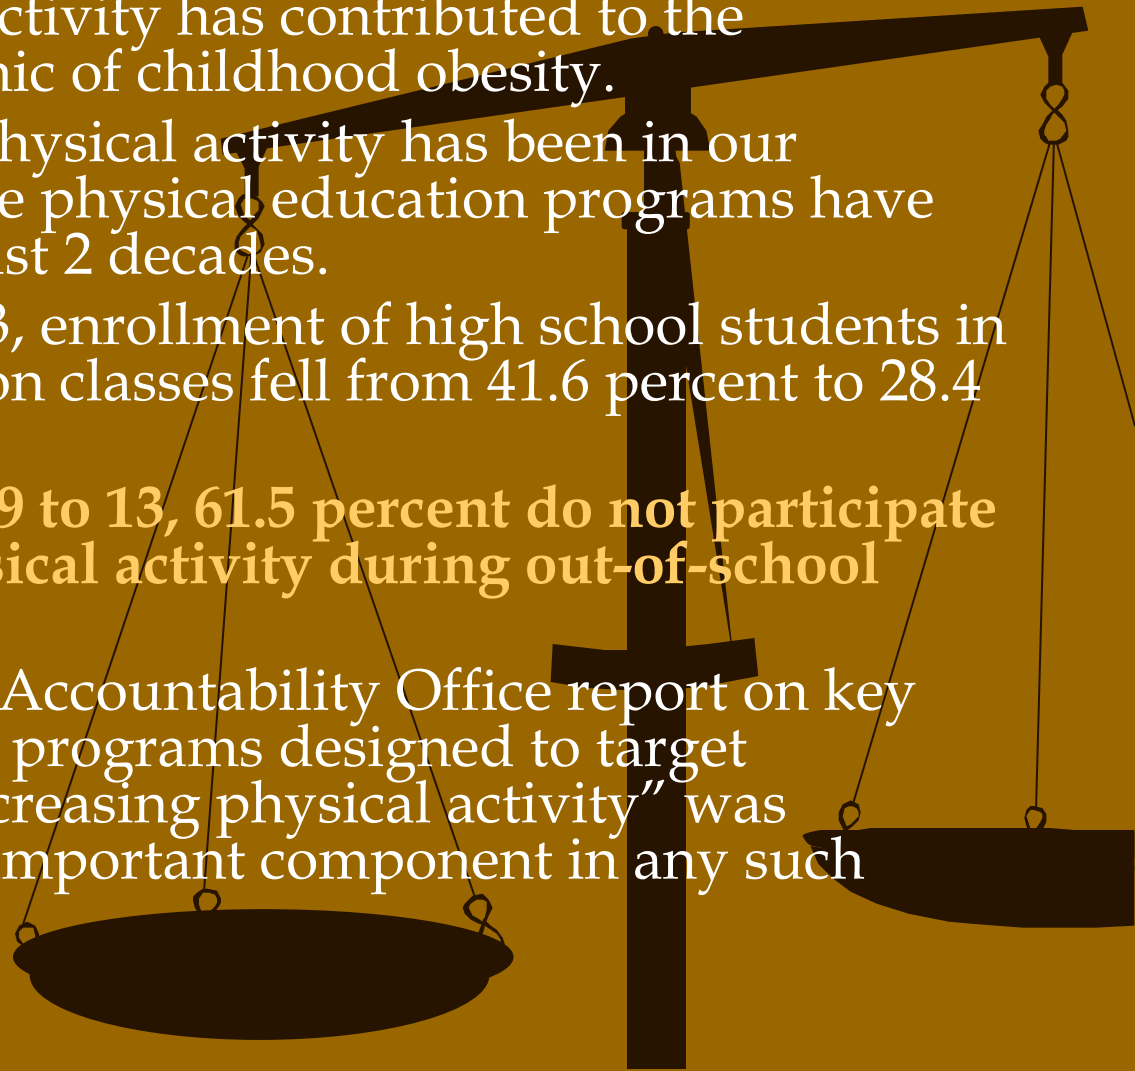 ctivity has contributed to the
nic of childhood obesity.
hysical activity has been in our
e physical education programs have
st 2 decades.
3, enrollment of high school students in
on classes fell from 41.6 percent to 28.4
9 to 13, 61.5 percent do not participate
sical activity during out-of-school
Accountability Office report on key
programs designed to target
creasing physical activity” was
mportant component in any such